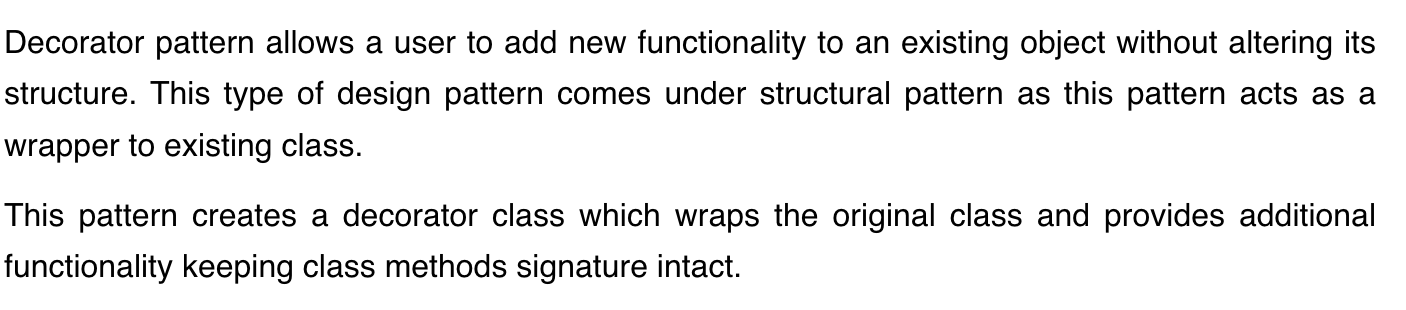 Decorator pattern allows a user to add new functionality to an existing object without altering its
structure. This type of design pattern comes under structural pattern as this pattern acts as a
wrapper to existing class.
This pattern creates a decorator class which wraps the original class and provides additional
functionality keeping class methods signature intact.